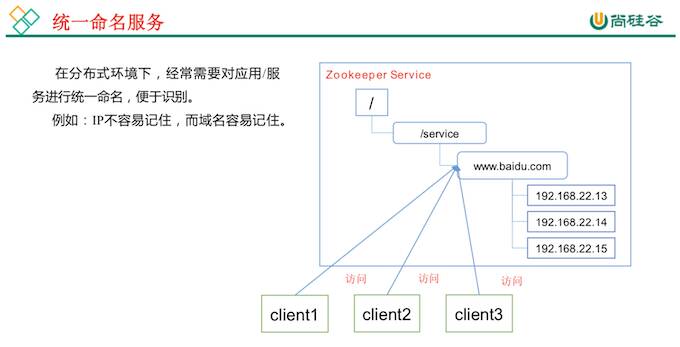 统一命名服务
尚硅谷
在分布式环境下，经常需要对应用/服
务进行统一命名，便于识别。
例如：IP不容易记住，而域名容易记住。
Zookeeper Service
/
/service
www.baidu.com
192.168.22.13
192.168.22.14
192.168.22.15
访问
访问
访问
client1
client2
client3